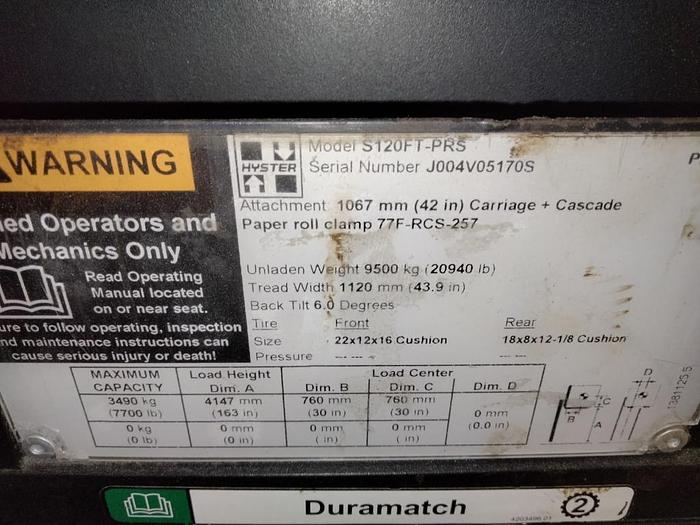 WARNING
ned Operators and
Mechanics Only
Read Operating
Manual located
on or near seat.
ure to follow operating, inspection
nd maintenance instructions can
cause serious injury or death!
HYSTER
Model S120FT-PRS
Serial Number J004V05170S
P
Attachment 1067 mm (42 in) Carriage + Cascade
Paper roll clamp 77F-RCS-257
Unladen Weight 9500 kg (20940 lb)
Tread Width 1120 mm (43.9 in)
Back Tilt 6.0 Degrees
Tire Front Rear
Size 22x12x16 Cushion 18x8x12-1/8 Cushion
Pressure --- --- --- ---
MAXIMUM CAPACITY Load Height Dim. A Load Center Dim. B Dim. C Dim. D
3490 kg 4147 mm 760 mm 760 mm 0 mm
(7700 lb) (163 in) (30 in) (30 in) (0.0 in)
0 kg 0 mm 0 mm 0 mm
(0 lb) (0 in) ( in) ( in)
D
C
B
A
Duramatch
2